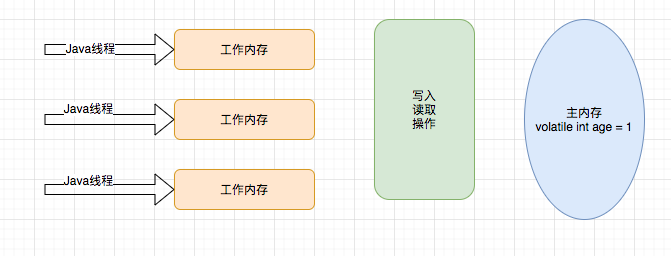 Java线程
工作内存
Java线程
工作内存
Java线程
工作内存
写入
读取
操作
主内存
volatile int age = 1